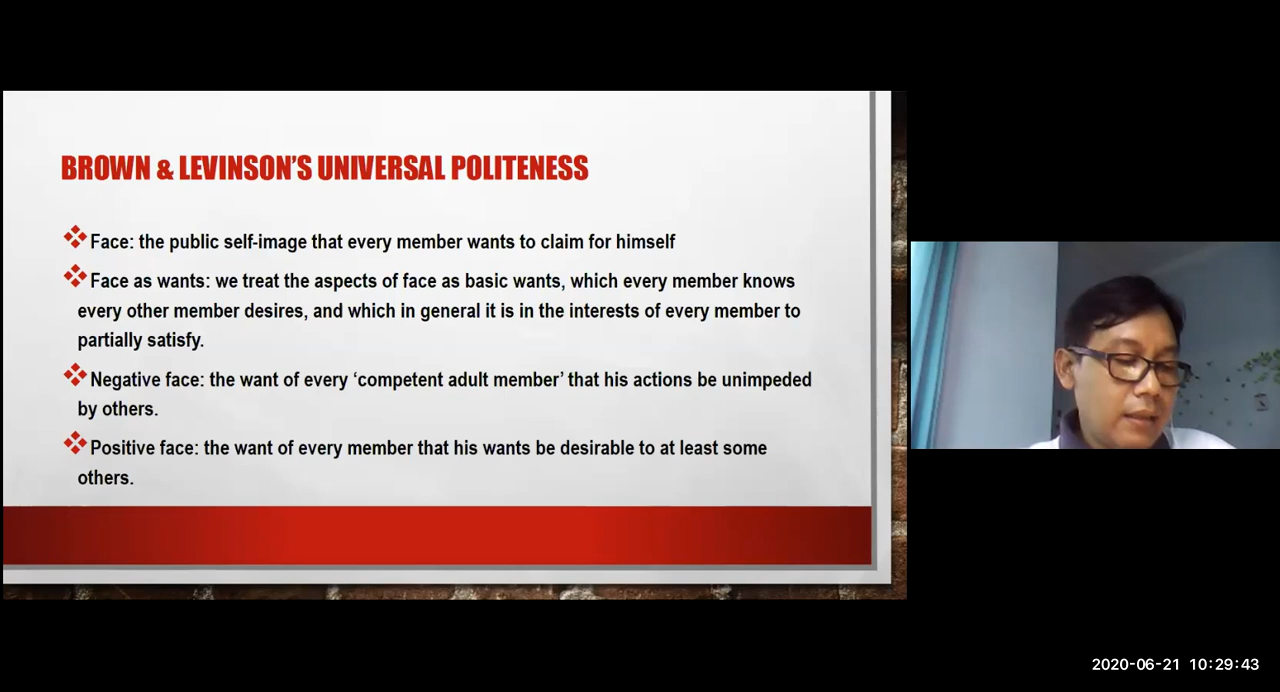 BROWN & LEVINSON’S UNIVERSAL POLITENESS
Face: the public self-image that every member wants to claim for himself
Face as wants: we treat the aspects of face as basic wants, which every member knows
every other member desires, and which in general it is in the interests of every member to
partially satisfy.
Negative face: the want of every ‘competent adult member’ that his actions be unimpeded
by others.
Positive face: the want of every member that his wants be desirable to at least some
others.
2020-06-21 10:29:43